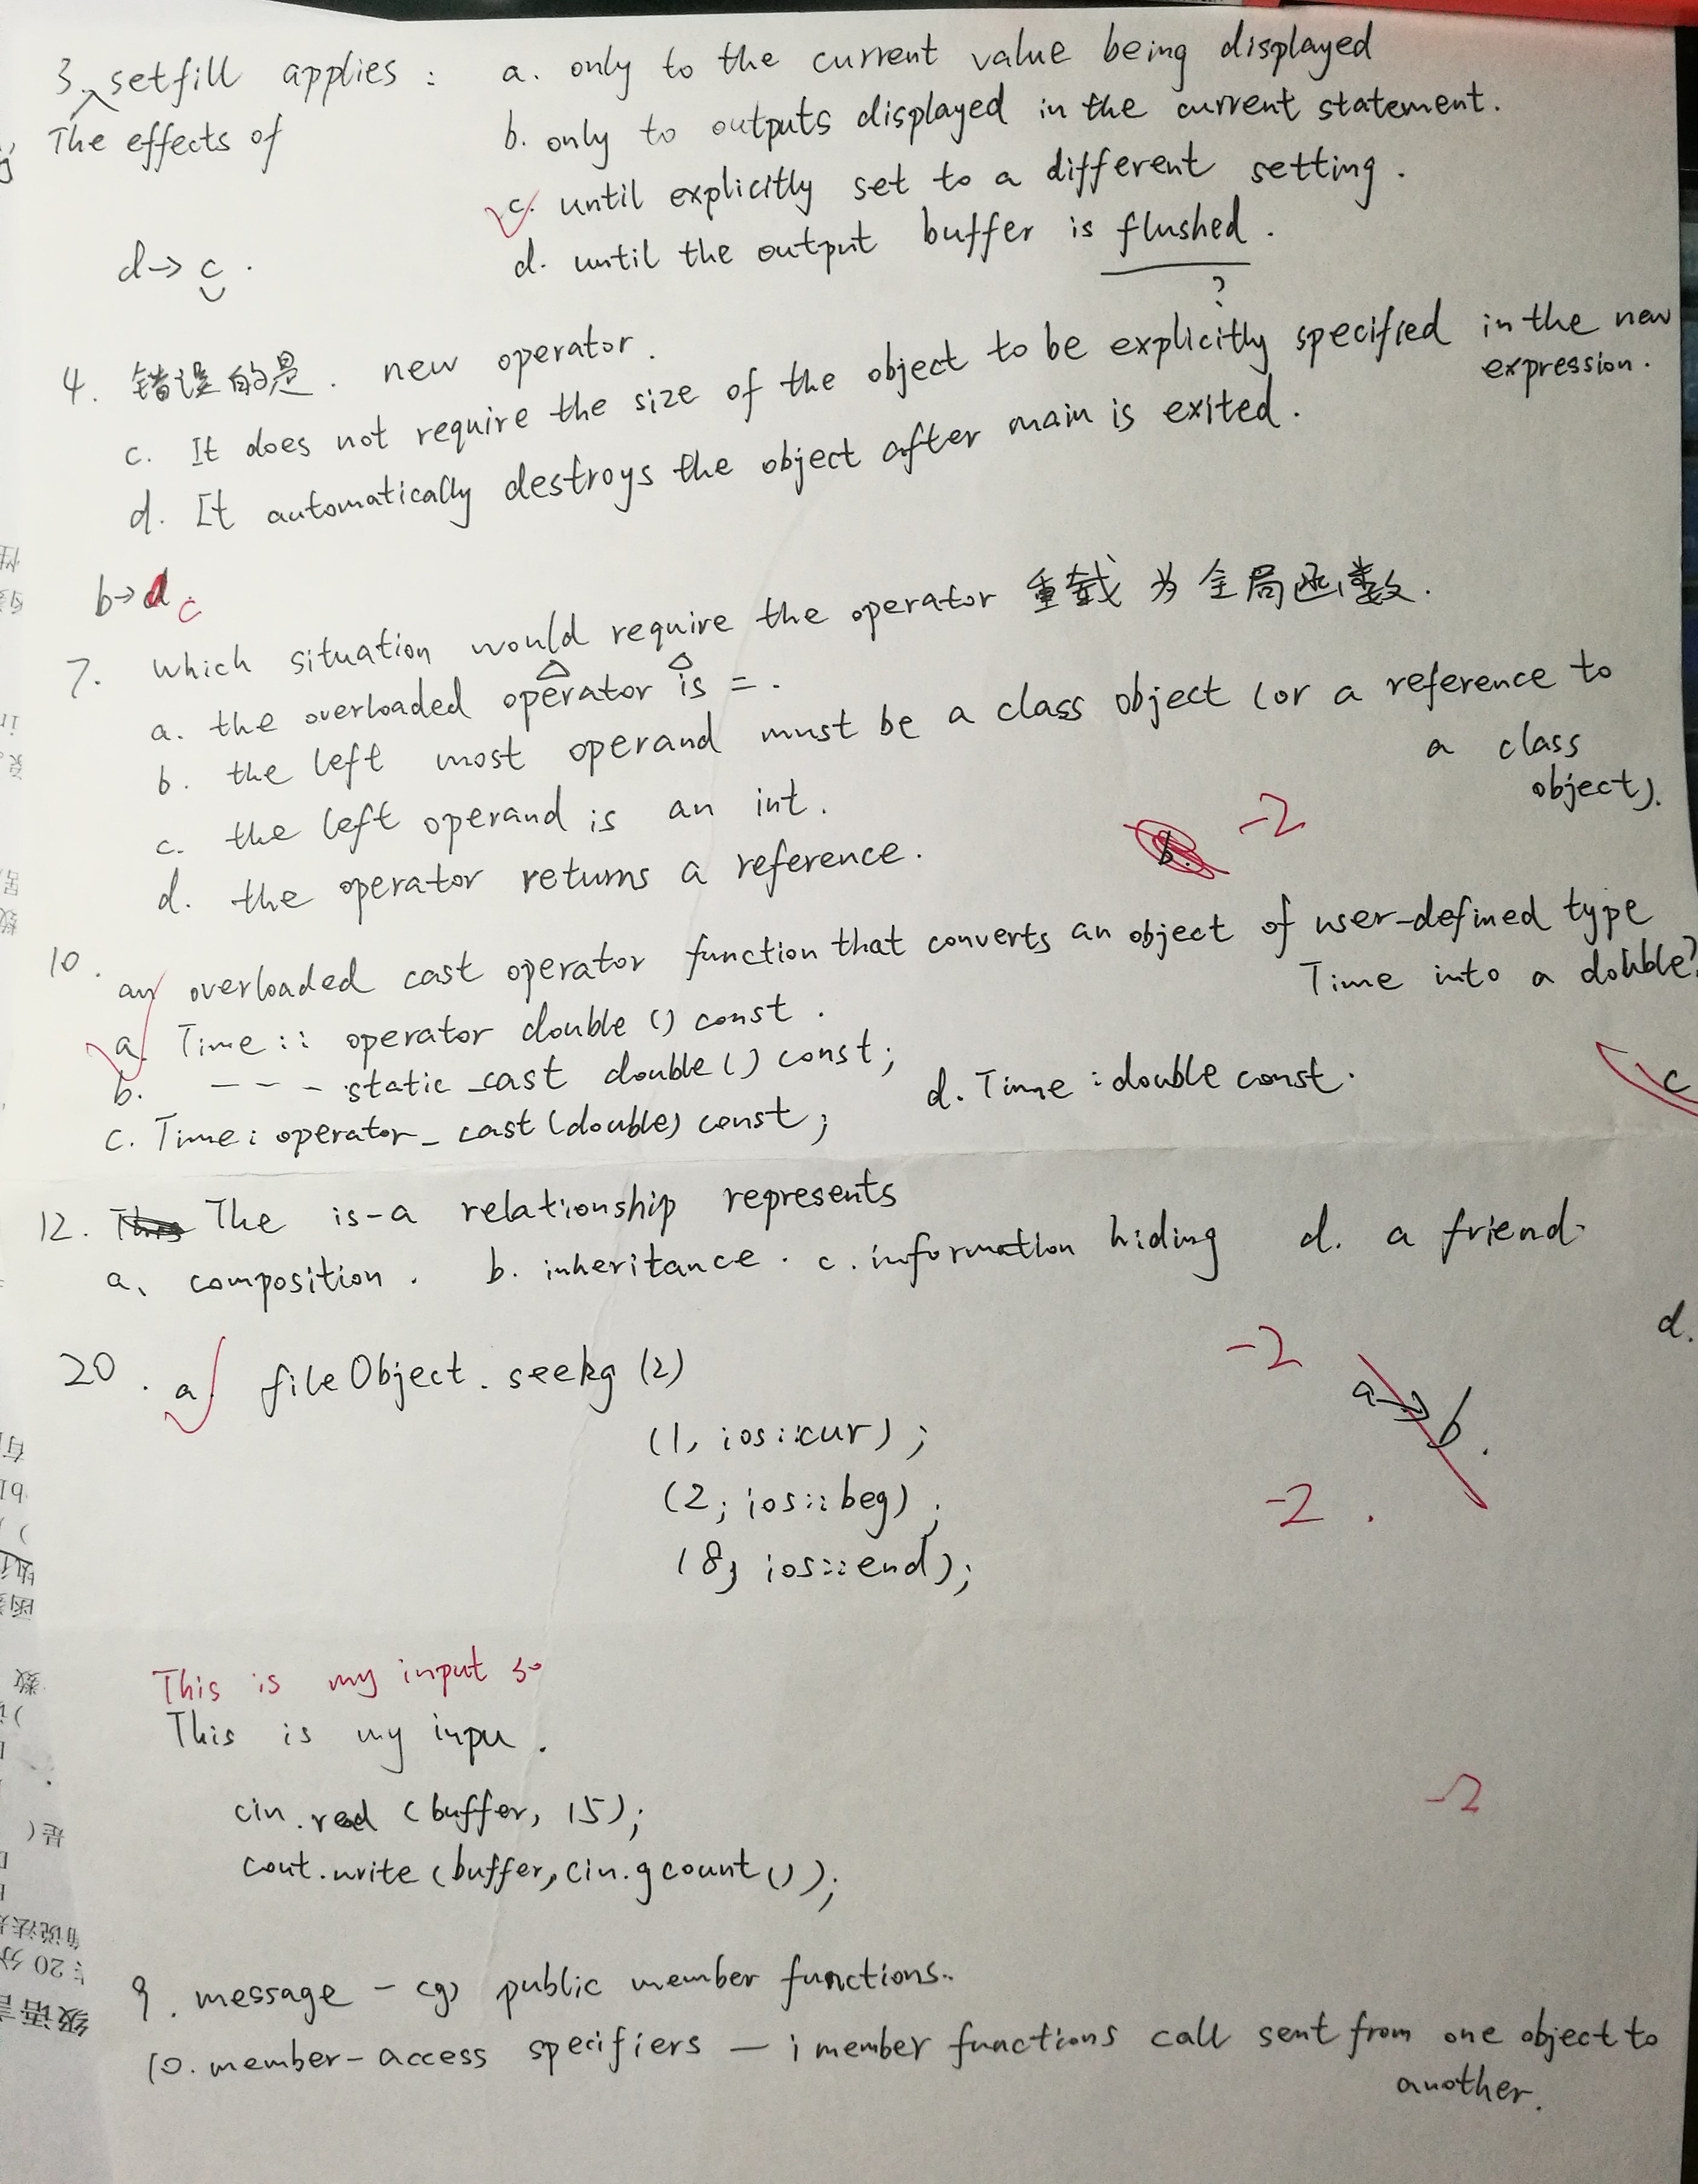 3. setfill applies : a. only to the current value being displayed
The effects of
b. only to outputs displayed in the current statement.
c. until explicitly set to a different setting.
d→c.
d. until the output buffer is flushed.
?
4. 错误的是. new operator.
c. It does not require the size of the object to be explicitly specified in the new
expression.
d. It automatically destroys the object after main is exited.
b→d c
7. which situation would require the operator 重载为全局函数.
a. the overloaded operator is =.
b. the left most operand must be a class object (or a reference to
a class
object).
c. the left operand is an int.
b. -2
d. the operator returns a reference.
10. an overloaded cast operator function that converts an object of user-defined type
Time into a double?
a. Time:: operator double () const.
b. --- static_cast double() const;
c
c. Time: operator_cast(double) const;
d. Time:double const.
12. The is-a relationship represents
a、composition. b. inheritance. c. information hiding d. a friend
d.
20. a. fileObject. seekg (2)
-2
a→b.
(1, ios::cur);
(2; ios::beg);
-2.
(8; ios::end);
This is my input so
This is my inpu.
cin.read (buffer, 15);
-2
cout.write (buffer, cin.gcount());
9. message - cg) public member functions..
10. member-access specifiers — i member functions call sent from one object to
another.